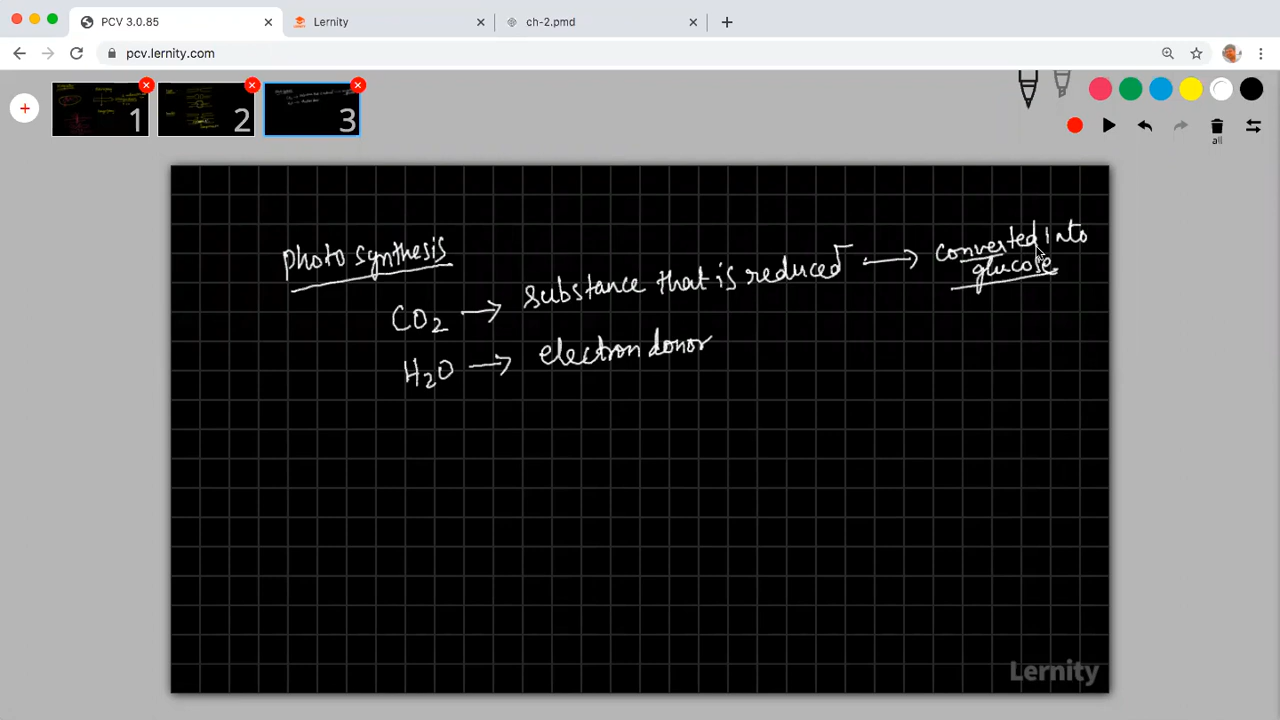 PCV 3.0.85
Lernity
ch-2.pmd
pcv.lernity.com
1
2
3
all
photo synthesis
CO2 → substance that is reduced → converted into
glucose
H2O → electron donor
Lernity